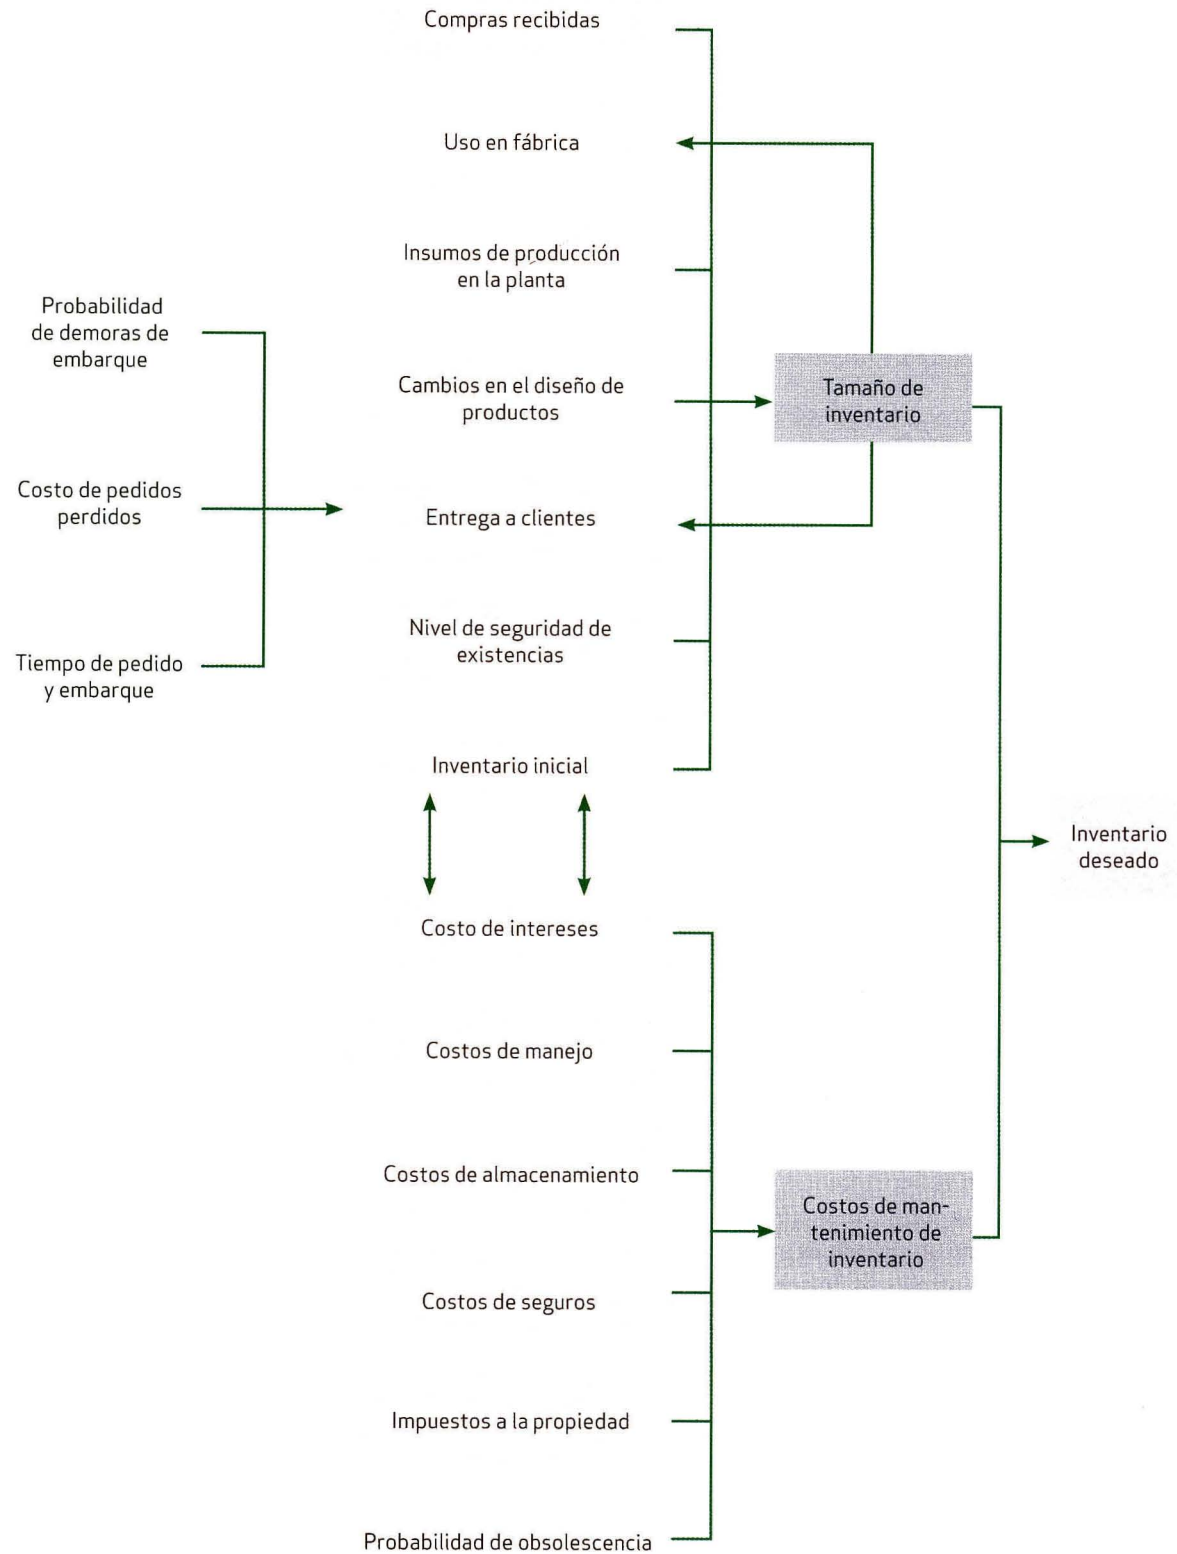 Compras recibidas
Uso en fábrica
Insumos de producción
en la planta
Probabilidad
de demoras de
embarque
Cambios en el diseño de
productos
Tamaño de
inventario
Costo de pedidos
perdidos
Entrega a clientes
Nivel de seguridad de
existencias
Tiempo de pedido
y embarque
Inventario inicial
Inventario
deseado
Costo de intereses
Costos de manejo
Costos de almacenamiento
Costos de man-
tenimiento de
inventario
Costos de seguros
Impuestos a la propiedad
Probabilidad de obsolescencia